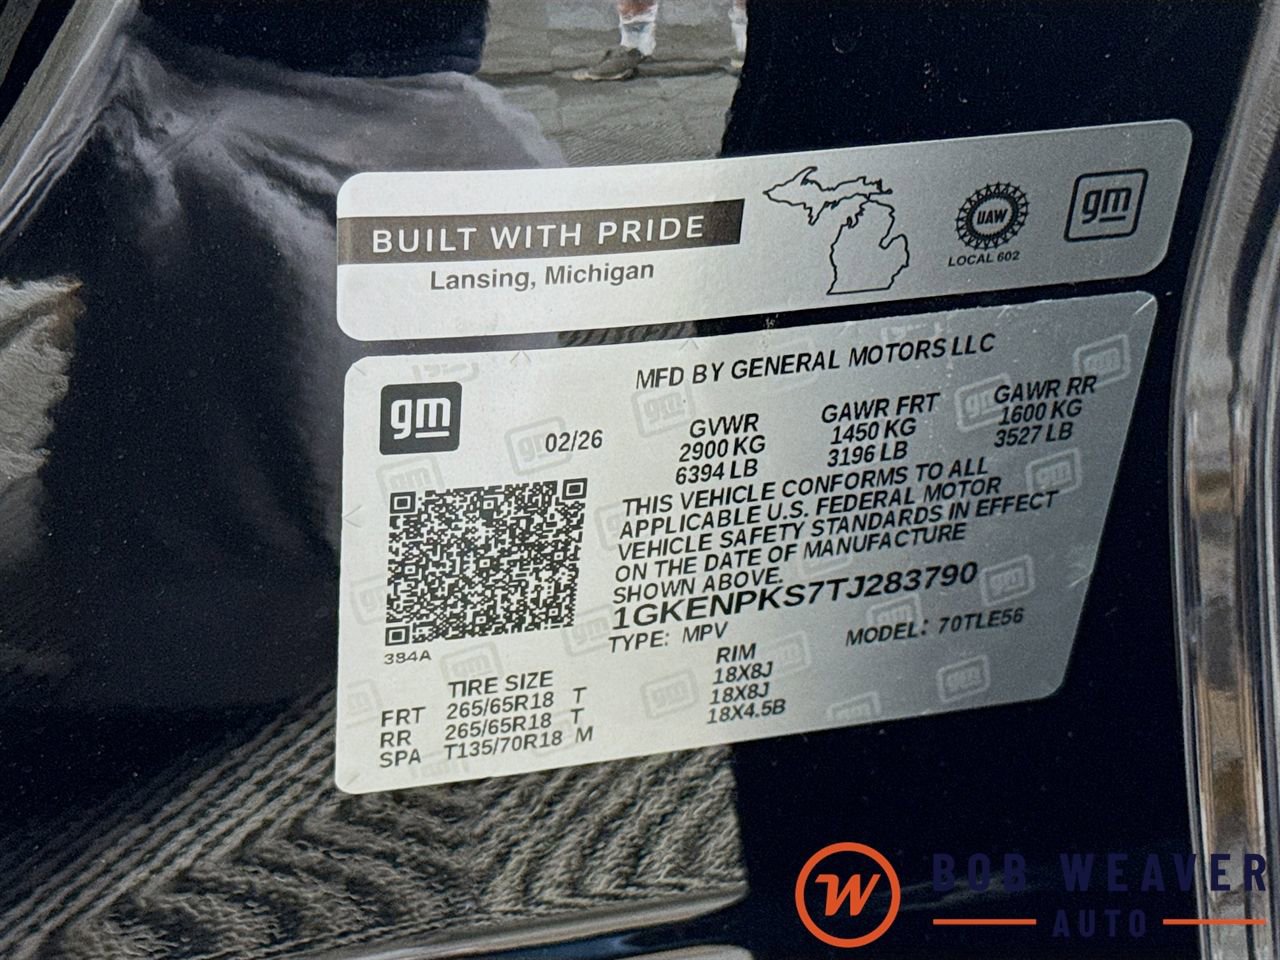 BUILT WITH PRIDE
Lansing, Michigan
UAW
LOCAL 602
gm
MFD BY GENERAL MOTORS LLC
gm
02/26
GVWR
2900 KG
6394 LB
GAWR FRT
1450 KG
3196 LB
GAWR RR
1600 KG
3527 LB
THIS VEHICLE CONFORMS TO ALL
APPLICABLE U.S. FEDERAL MOTOR
VEHICLE SAFETY STANDARDS IN EFFECT
ON THE DATE OF MANUFACTURE
SHOWN ABOVE.
1GKENPKS7TJ283790
TYPE: MPV
MODEL: 70TLE56
384A
TIRE SIZE RIM
FRT 265/65R18 T 18X8J
RR 265/65R18 T 18X8J
SPA T135/70R18 M 18X4.5B
W
BOB WEAVER
AUTO